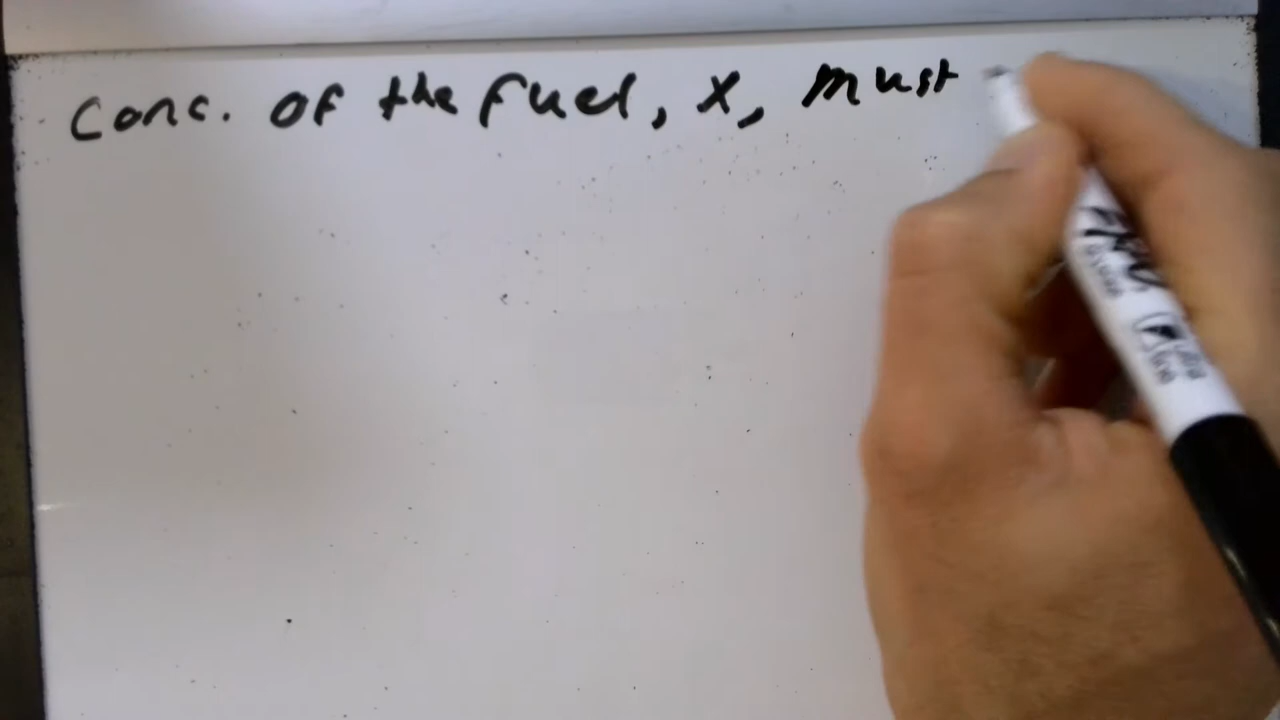 Conc. of the fuel, x, must